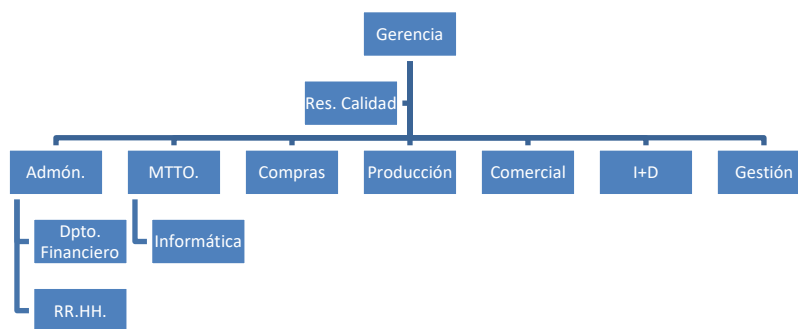 Gerencia
Res. Calidad
Admón.
MTTO.
Compras
Producción
Comercial
I+D
Gestión
Dpto.
Financiero
Informática
RR.HH.